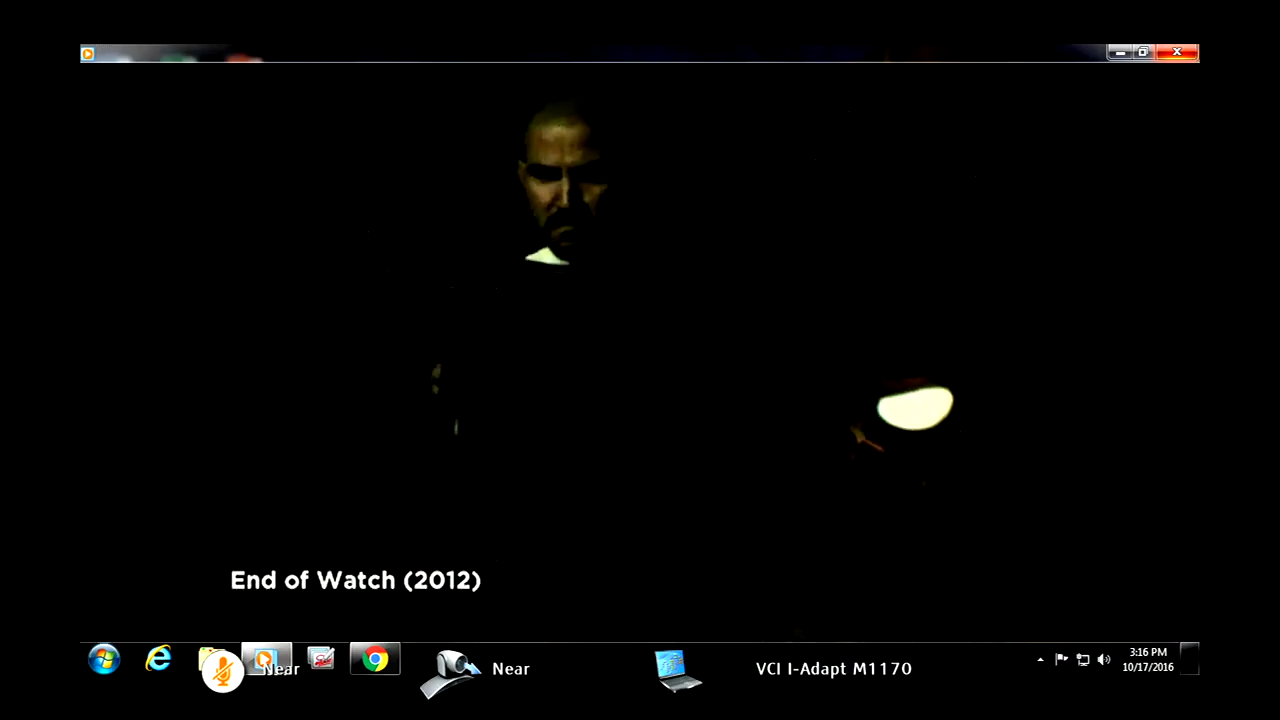 End of Watch (2012)
Near
Near
VCI I-Adapt M1170
3:16 PM
10/17/2016